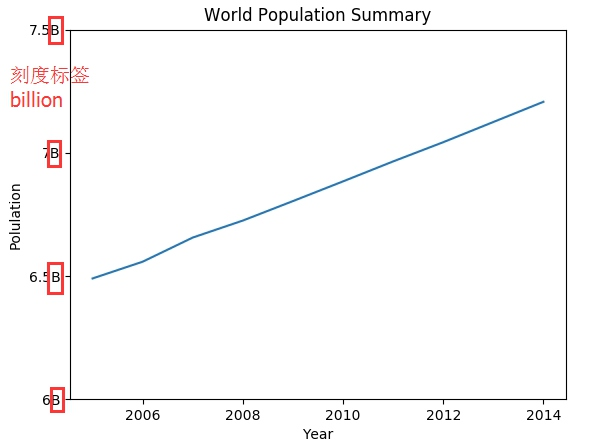 World Population Summary
7.5B
刻度标签
billion
7B
Polulation
6.5B
6B
2006 2008 2010 2012 2014
Year